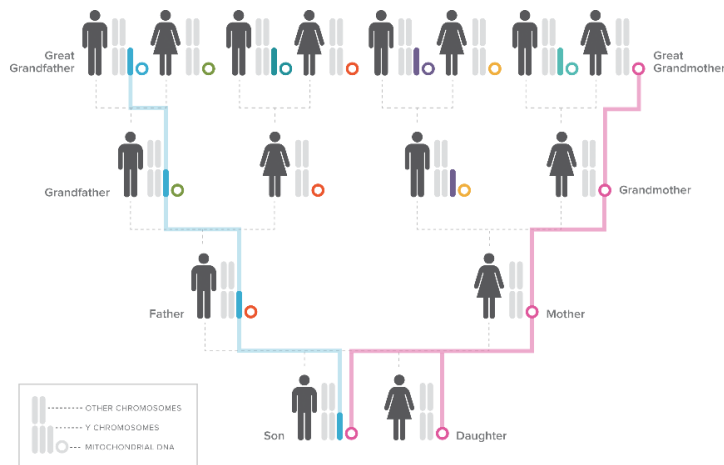 Great
Grandfather
Great
Grandmother
Grandfather
Grandmother
Father
Mother
Son
Daughter
OTHER CHROMOSOMES
Y CHROMOSOMES
MITOCHONDRIAL DNA